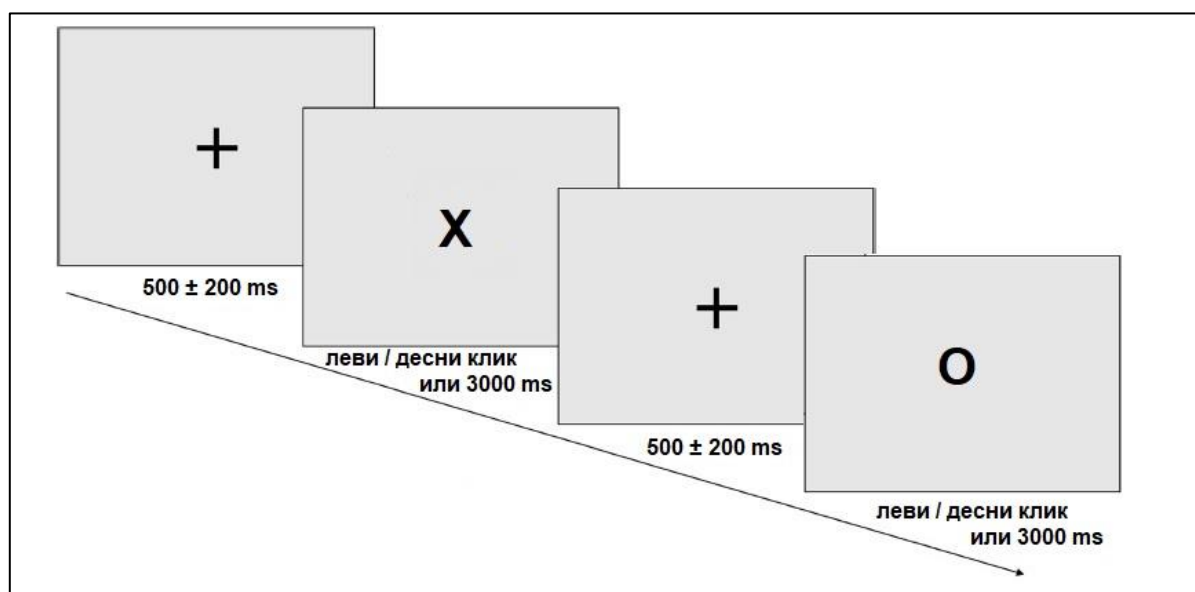 +
500 ± 200 ms
X
леви / десни клик
или 3000 ms
+
500 ± 200 ms
O
леви / десни клик
или 3000 ms